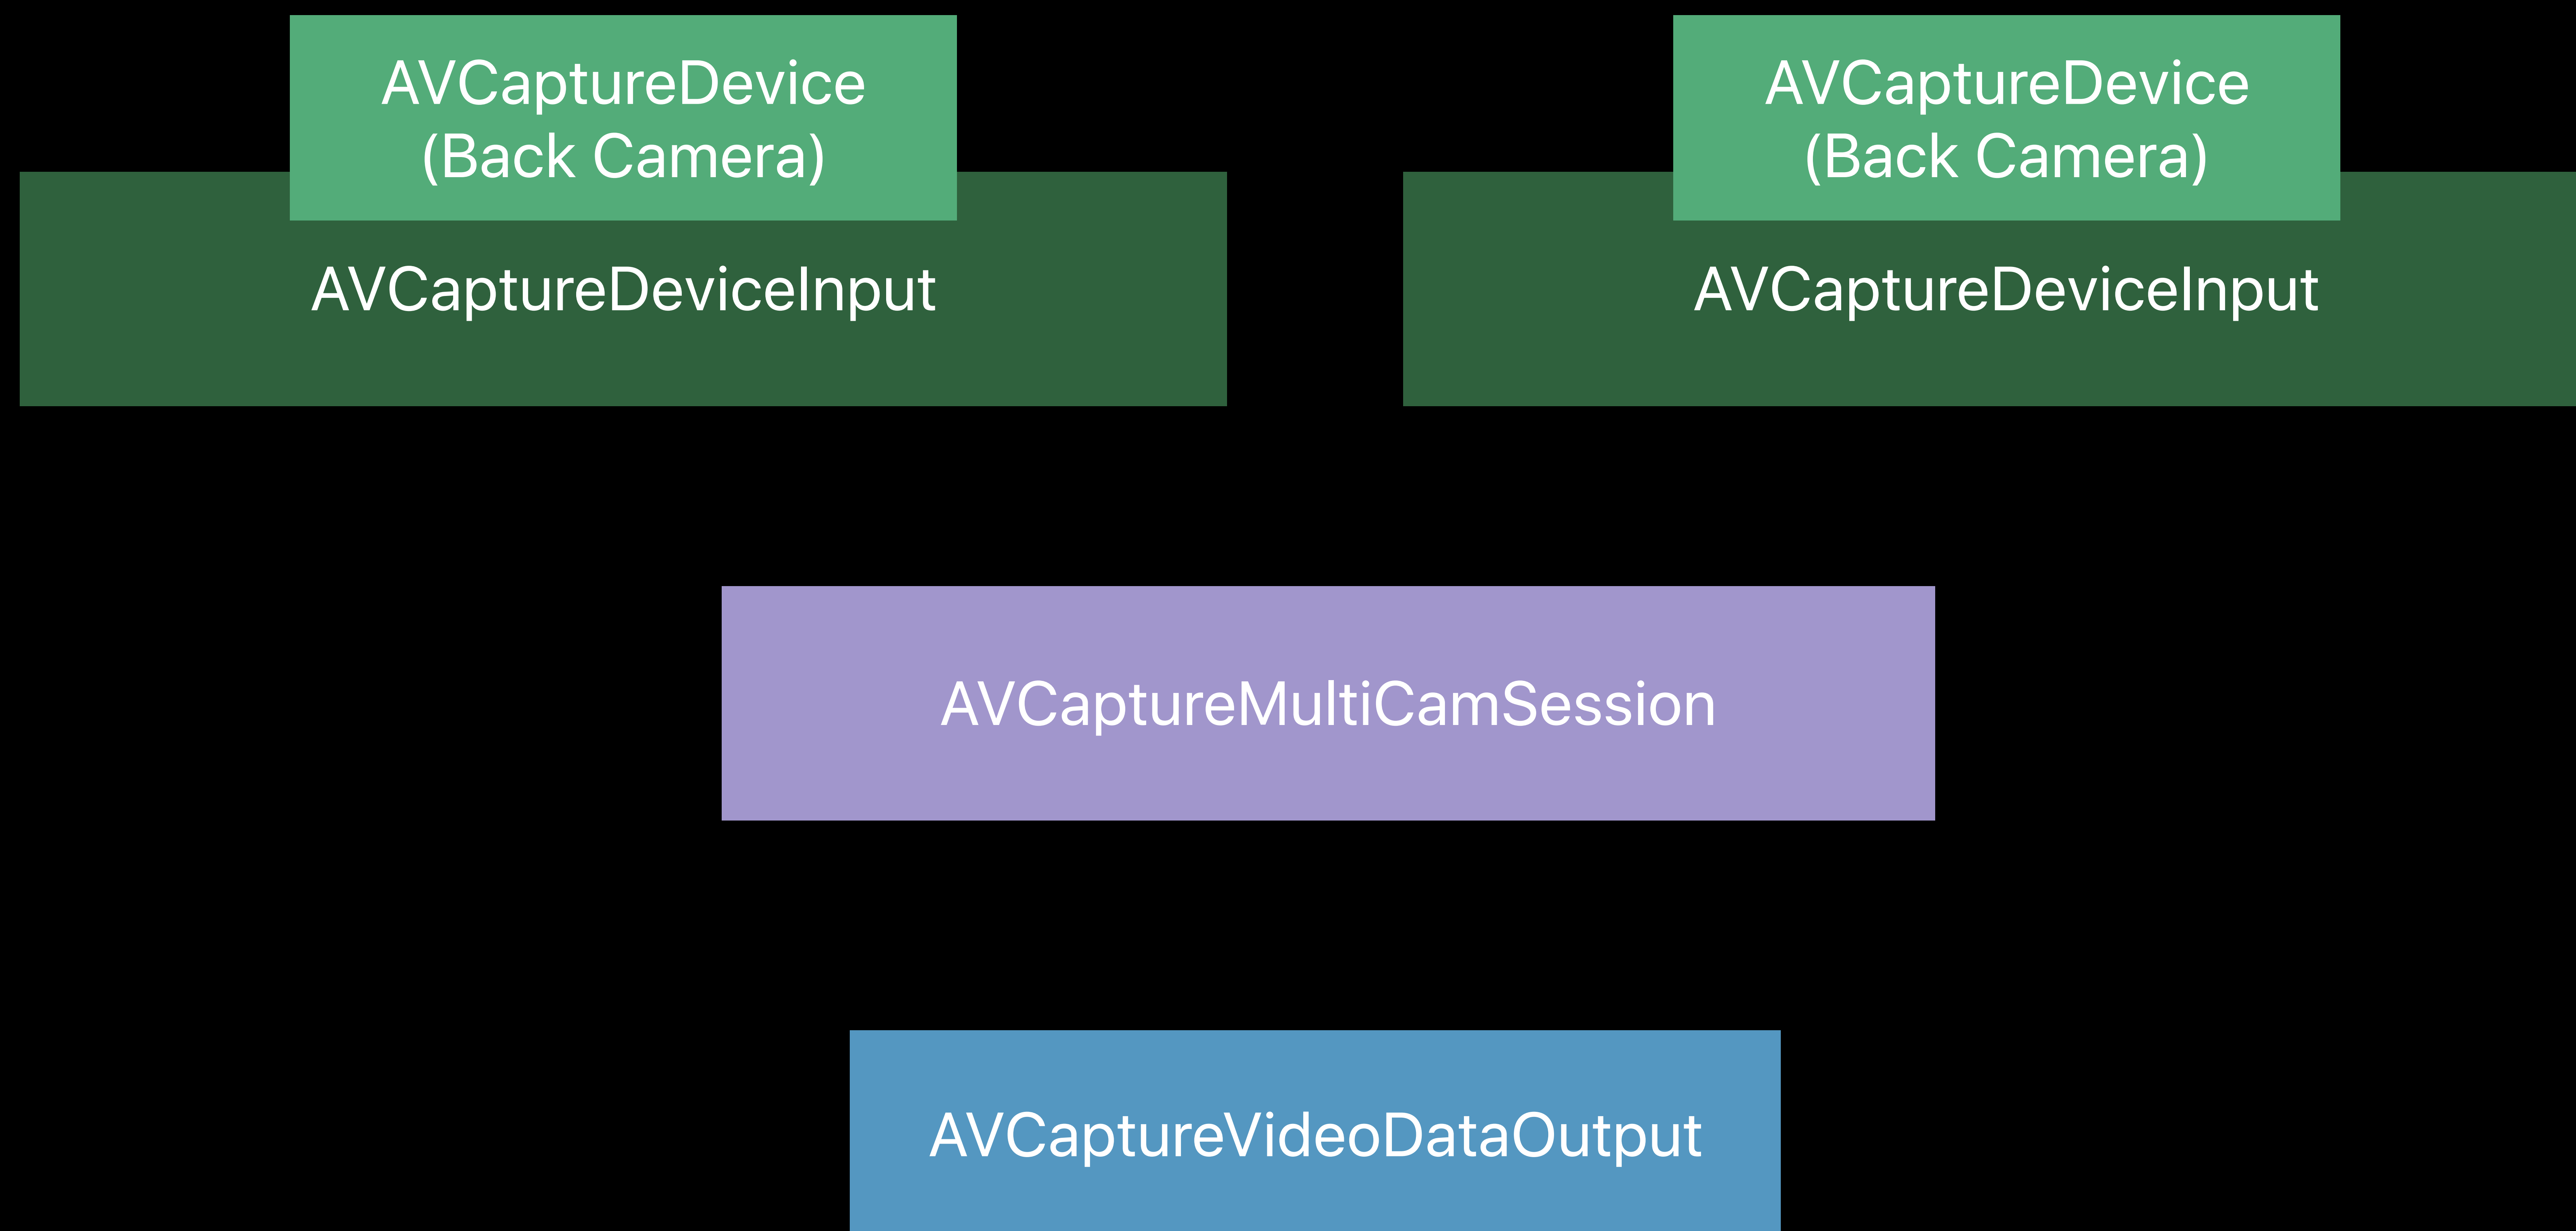 AVCaptureDevice
(Back Camera)
AVCaptureDeviceInput
AVCaptureDevice
(Back Camera)
AVCaptureDeviceInput
AVCaptureMultiCamSession
AVCaptureVideoDataOutput